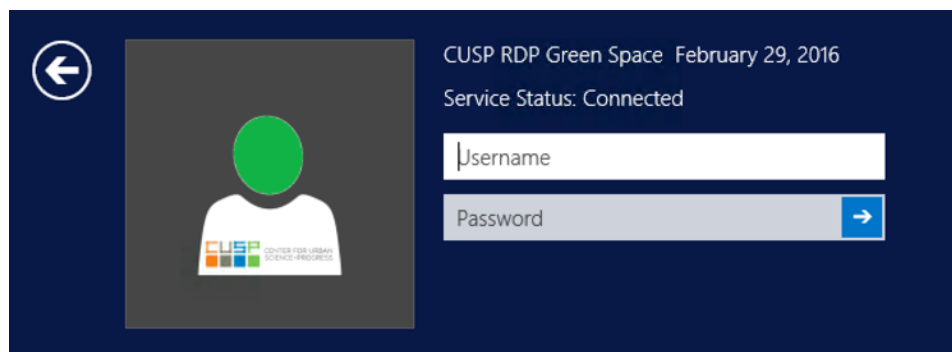 CUSP RDP Green Space February 29, 2016
Service Status: Connected
Username
Password
CUSP CENTER FOR URBAN
SCIENCE+PROGRESS